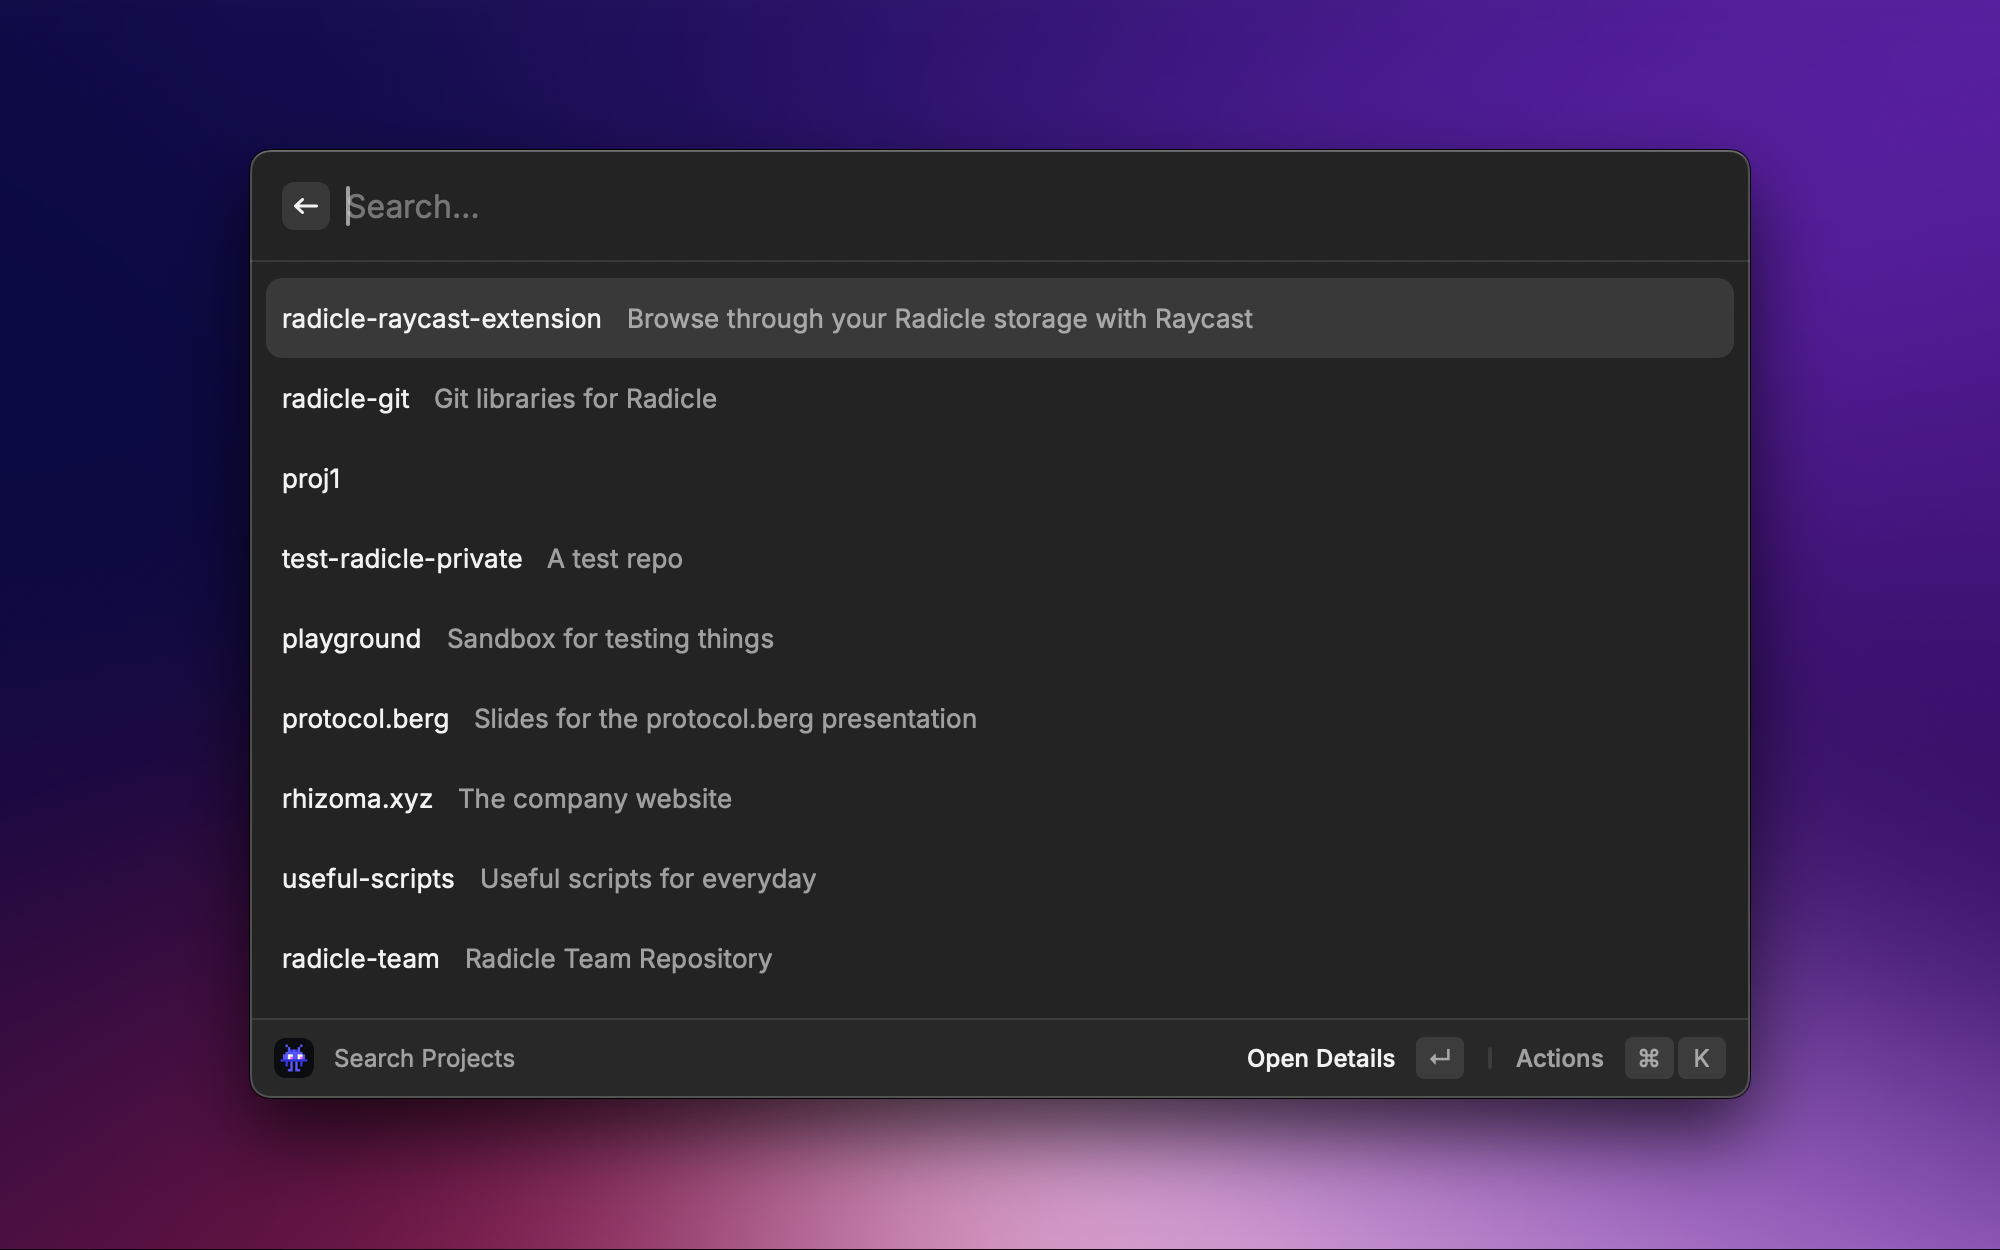 Search...
radicle-raycast-extension Browse through your Radicle storage with Raycast
radicle-git Git libraries for Radicle
proj1
test-radicle-private A test repo
playground Sandbox for testing things
protocol.berg Slides for the protocol.berg presentation
rhizoma.xyz The company website
useful-scripts Useful scripts for everyday
radicle-team Radicle Team Repository
Search Projects Open Details ↵ Actions ⌘ K